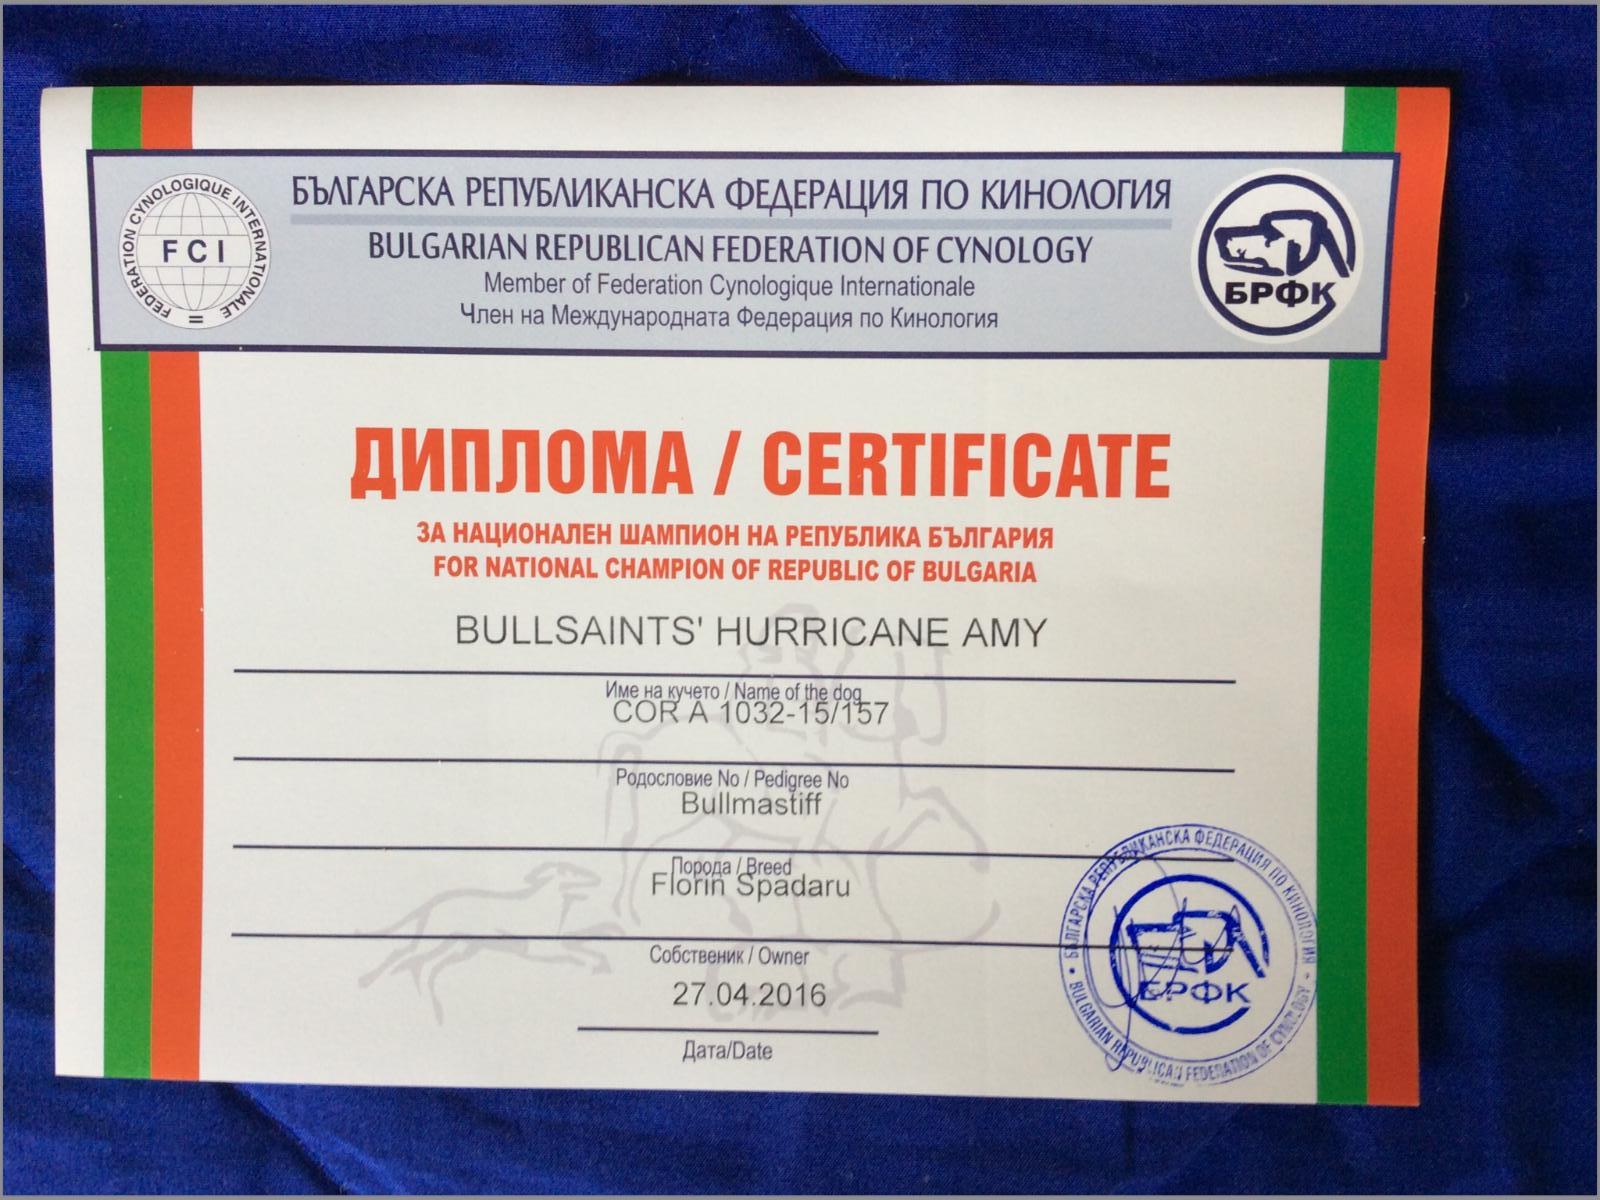 FEDERATION CYNOLOGIQUE INTERNATIONALE
FCI
БЪЛГАРСКА РЕПУБЛИКАНСКА ФЕДЕРАЦИЯ ПО КИНОЛОГИЯ
BULGARIAN REPUBLICAN FEDERATION OF CYNOLOGY
Member of Federation Cynologique Internationale
Член на Международната Федерация по Кинология
БРФК
ДИПЛОМА / CERTIFICATE
ЗА НАЦИОНАЛЕН ШАМПИОН НА РЕПУБЛИКА БЪЛГАРИЯ
FOR NATIONAL CHAMPION OF REPUBLIC OF BULGARIA
BULLSAINTS' HURRICANE AMY
Име на кучето / Name of the dog
COR A 1032-15/157
Родословие No / Pedigree No
Bullmastiff
Порода / Breed
Florin Spadaru
Собственик / Owner
27.04.2016
Дата/Date
БЪЛГАРСКА РЕПУБЛИКАНСКА ФЕДЕРАЦИЯ ПО КИНОЛОГИЯ
БРФК
BULGARIAN REPUBLICAN FEDERATION OF CYNOLOGY